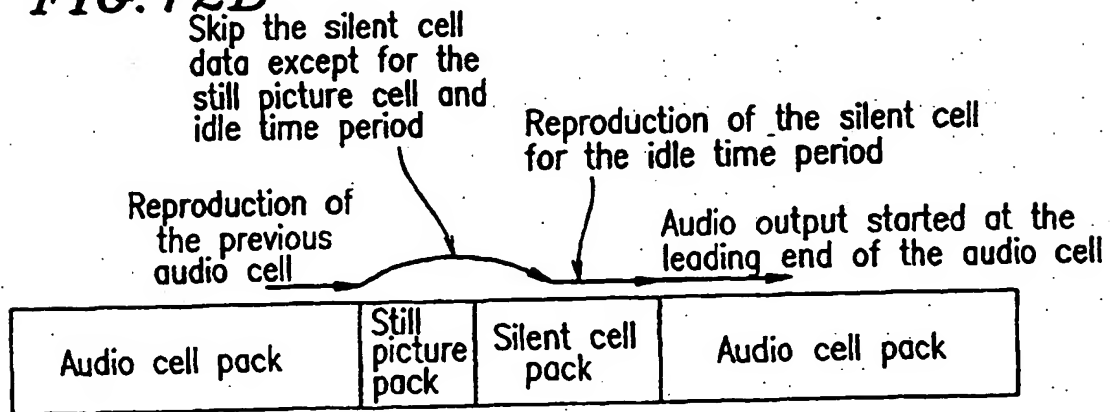 FIG. 72B
Skip the silent cell
data except for the
still picture cell and
idle time period
Reproduction of the silent cell
for the idle time period
Reproduction of
the previous
audio cell
Audio output started at the
leading end of the audio cell
Audio cell pack
Still
picture
pack
Silent cell
pack
Audio cell pack